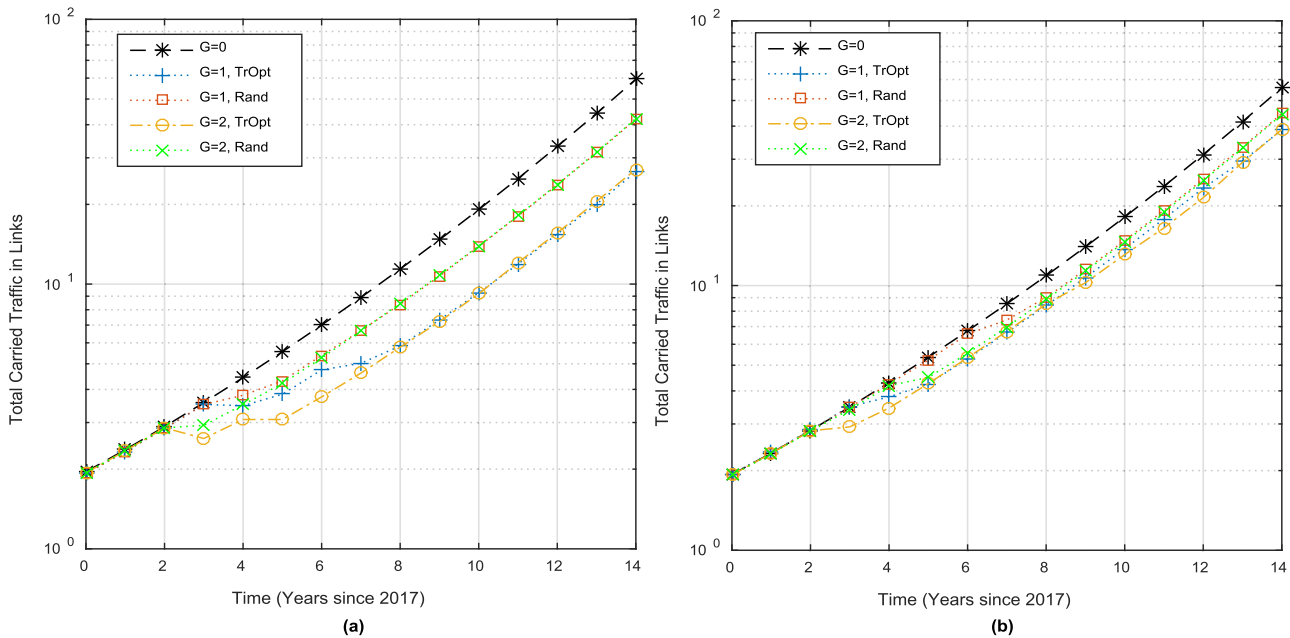 10 2
G=0
G=1, TrOpt
G=1, Rand
G=2, TrOpt
G=2, Rand
Total Carried Traffic in Links
10 1
10 0
0 2 4 6 8 10 12 14
Time (Years since 2017)
(a)
10 2
G=0
G=1, TrOpt
G=1, Rand
G=2, TrOpt
G=2, Rand
Total Carried Traffic in Links
10 1
10 0
0 2 4 6 8 10 12 14
Time (Years since 2017)
(b)